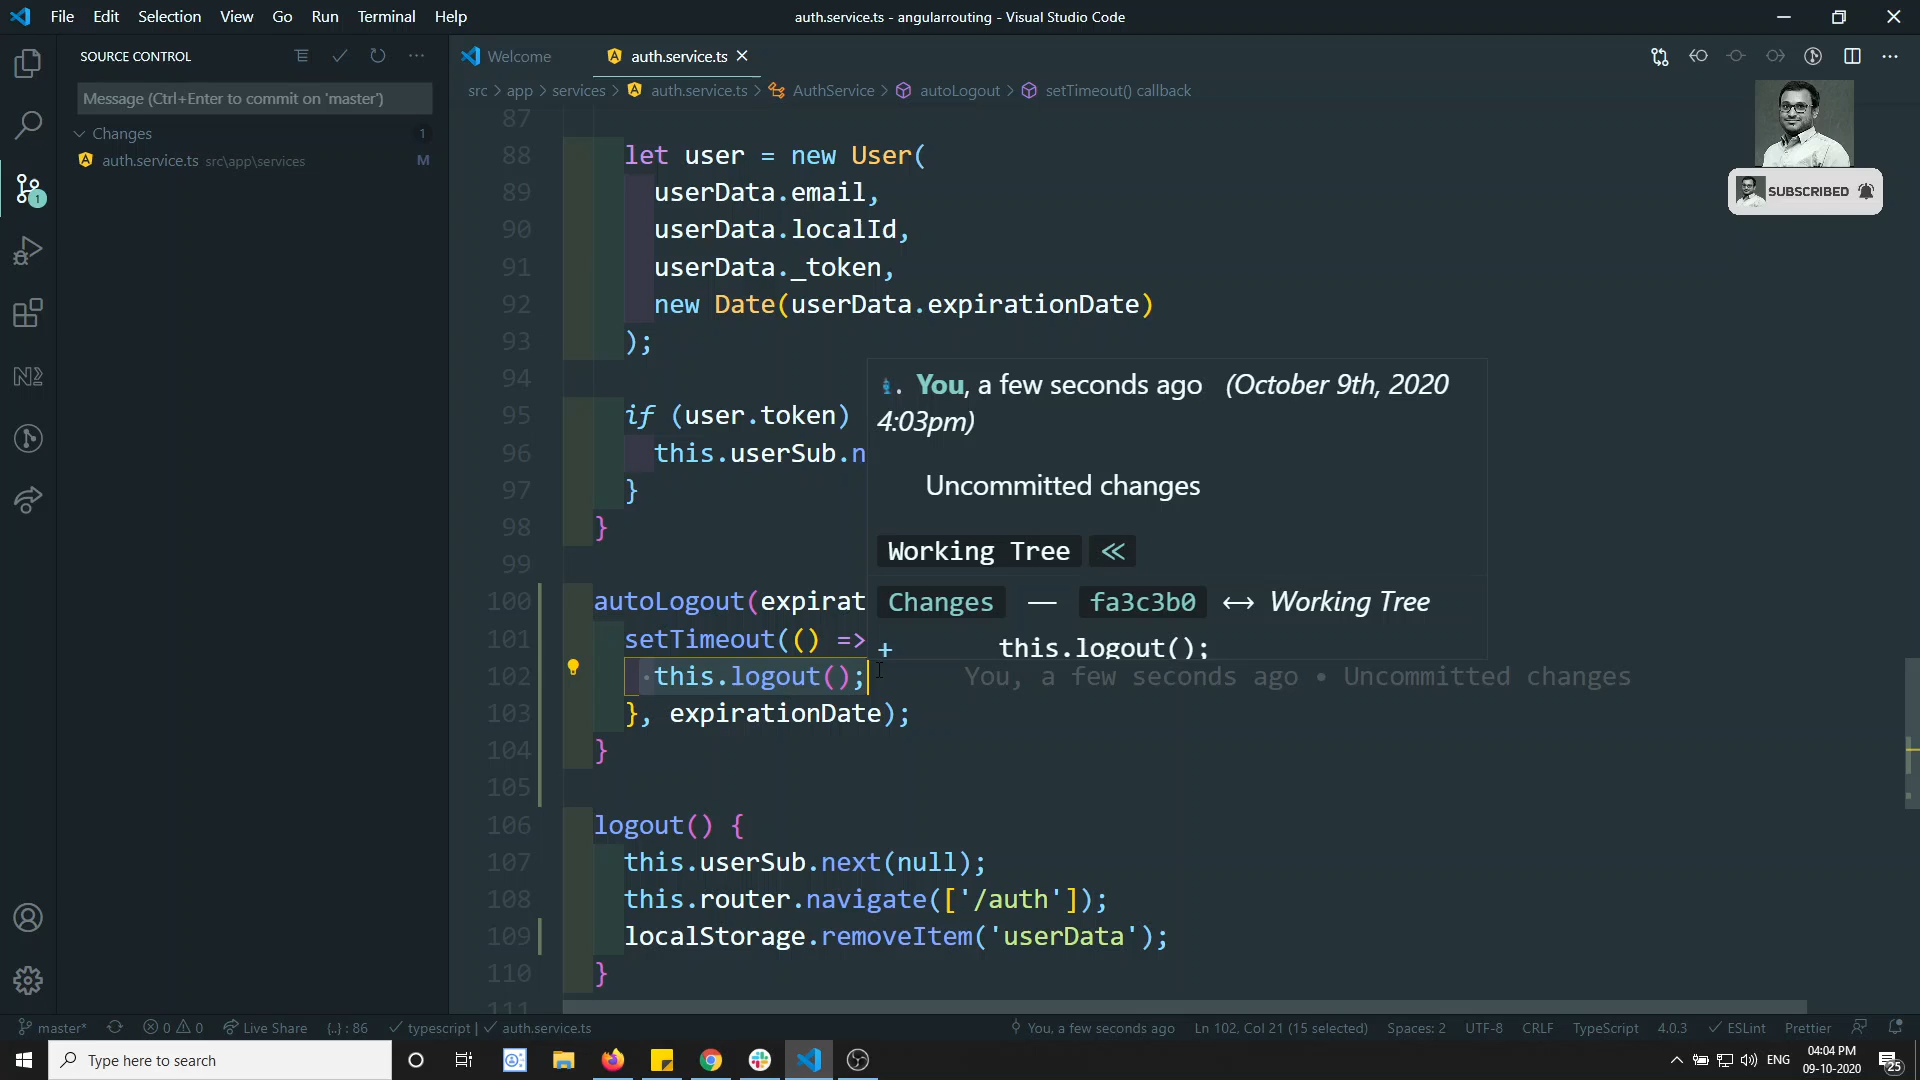 File Edit Selection View Go Run Terminal Help
auth.service.ts - angularrouting - Visual Studio Code
SOURCE CONTROL
Welcome
auth.service.ts
Message (Ctrl+Enter to commit on 'master')
Changes 1
auth.service.ts src\app\services M
1
src > app > services > auth.service.ts > AuthService > autoLogout > setTimeout() callback
SUBSCRIBED
87
88 let user = new User(
89 userData.email,
90 userData.localId,
91 userData._token,
92 new Date(userData.expirationDate)
93 );
94
95 if (user.token)
96 this.userSub.n
97 }
98 }
99
100 autoLogout(expirat
101 setTimeout(() =>
102 this.logout(); You, a few seconds ago • Uncommitted changes
103 }, expirationDate);
104 }
105
106 logout() {
107 this.userSub.next(null);
108 this.router.navigate(['/auth']);
109 localStorage.removeItem('userData');
110 }
111
You, a few seconds ago (October 9th, 2020
4:03pm)
Uncommitted changes
Working Tree
Changes — fa3c3b0 ↔ Working Tree
+ this.logout();
master* 0 0 Live Share {..} : 86 typescript | auth.service.ts You, a few seconds ago Ln 102, Col 21 (15 selected) Spaces: 2 UTF-8 CRLF TypeScript 4.0.3 ESLint Prettier
Type here to search
ENG
04:04 PM
09-10-2020
25